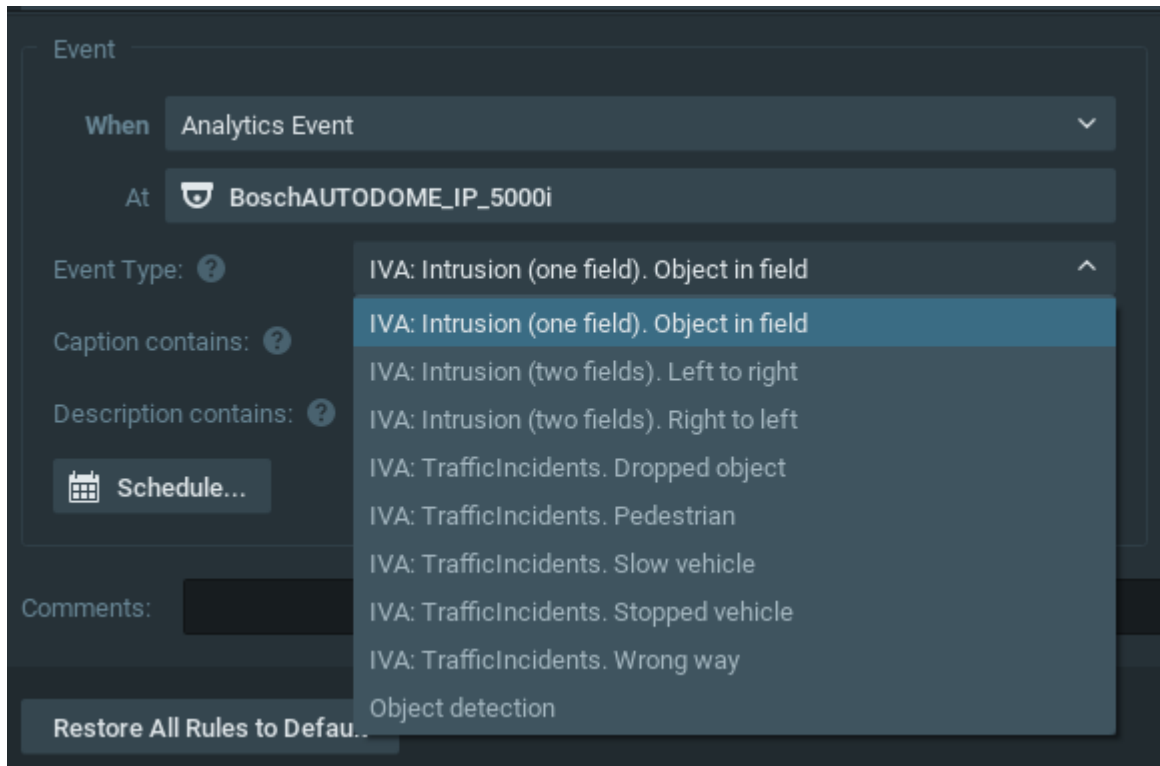 Event
When Analytics Event
At BoschAUTODOME_IP_5000i
Event Type: ? IVA: Intrusion (one field). Object in field
IVA: Intrusion (one field). Object in field
Caption contains: ?
IVA: Intrusion (two fields). Left to right
Description contains: ? IVA: Intrusion (two fields). Right to left
IVA: TrafficIncidents. Dropped object
Schedule...
IVA: TrafficIncidents. Pedestrian
IVA: TrafficIncidents. Slow vehicle
Comments: IVA: TrafficIncidents. Stopped vehicle
IVA: TrafficIncidents. Wrong way
Object detection
Restore All Rules to